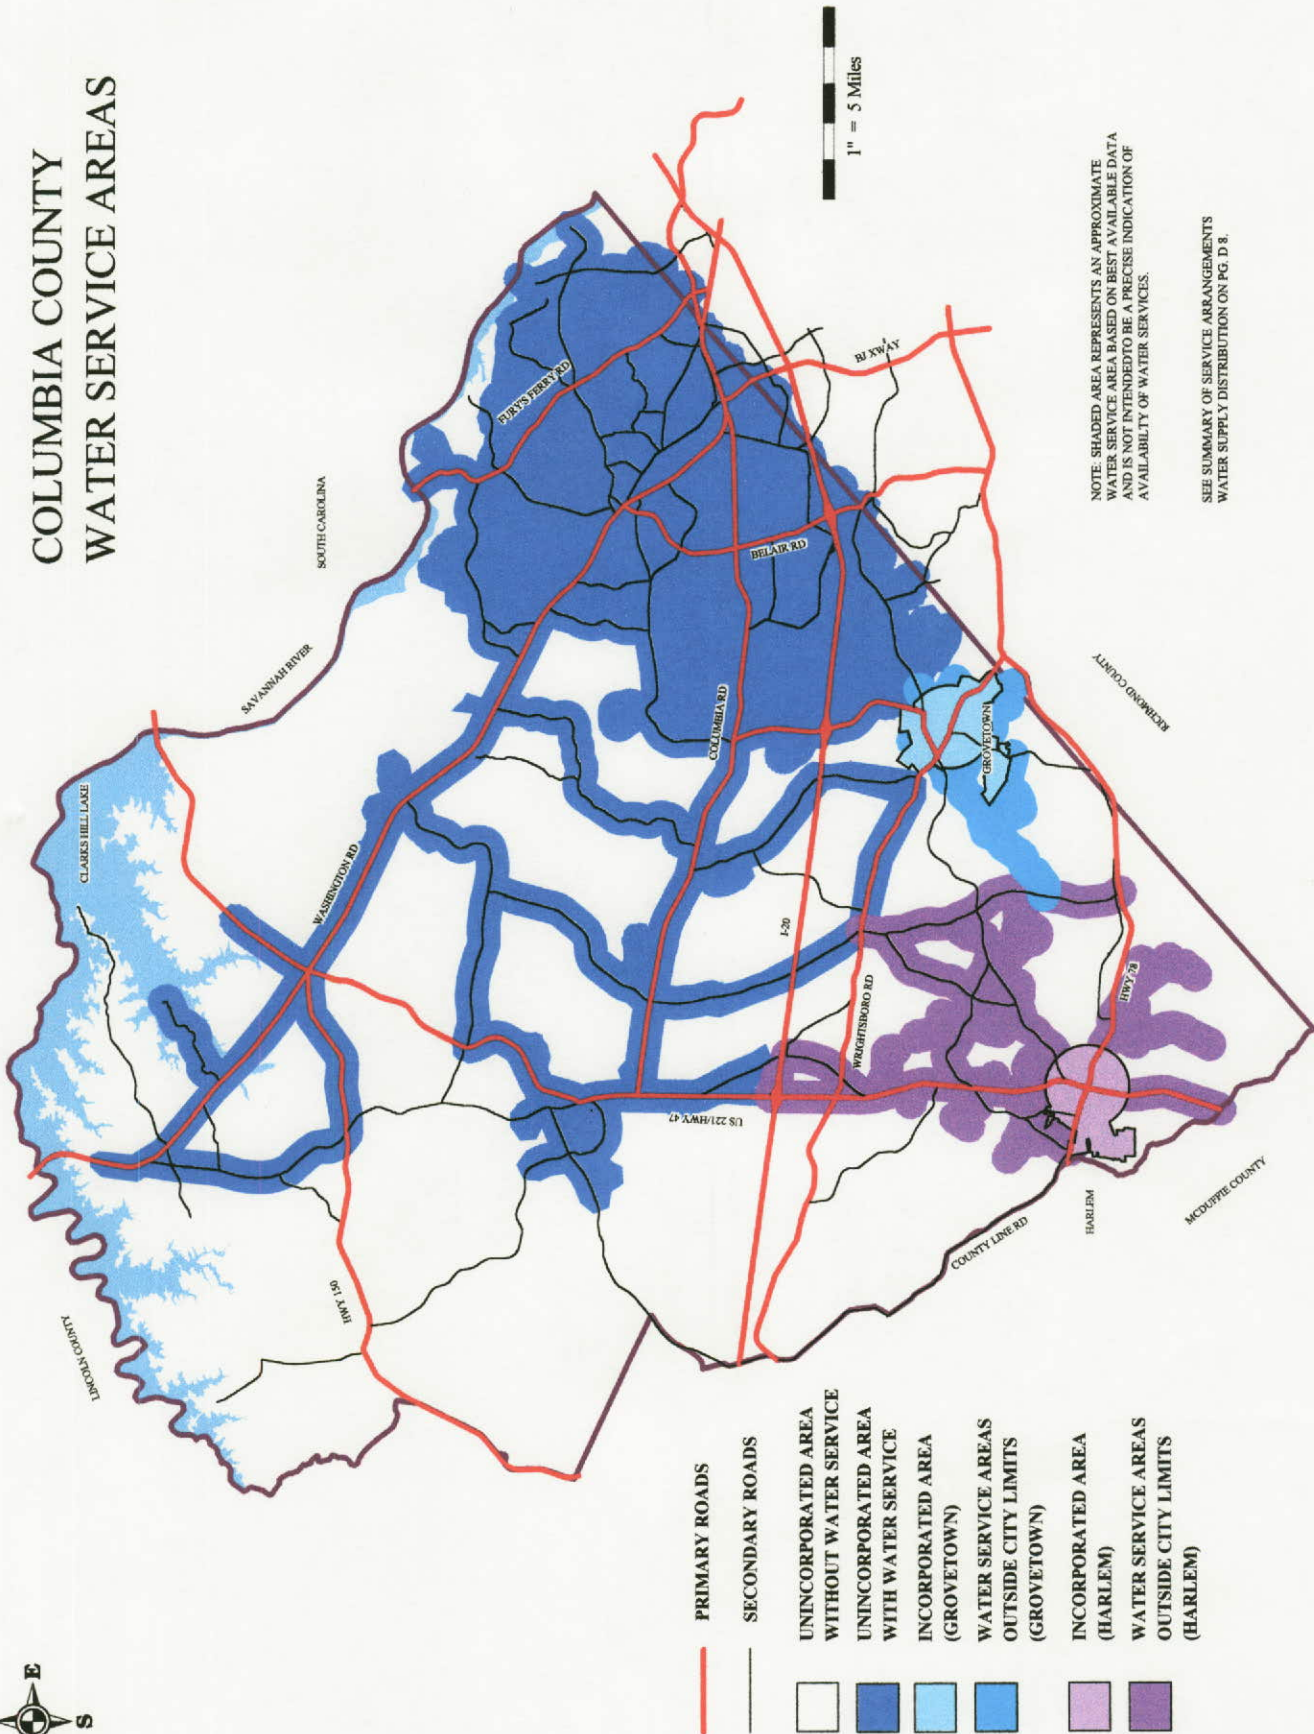 COLUMBIA COUNTY
WATER SERVICE AREAS
E
S
SOUTH CAROLINA
SAVANNAH RIVER
CLARKS HILL LAKE
LINCOLN COUNTY
WASHINGTON RD
FURY'S FERRY RD
HWY 150
COLUMBIA RD
BELAIR RD
BJ XWAY
I-20
US 221/HWY 47
WRIGHTSBORO RD
GROVETOWN
HWY 78
RICHMOND COUNTY
COUNTY LINE RD
HARLEM
MCDUFFIE COUNTY
1" = 5 Miles
NOTE: SHADED AREA REPRESENTS AN APPROXIMATE
WATER SERVICE AREA BASED ON BEST AVAILABLE DATA
AND IS NOT INTENDEDTO BE A PRECISE INDICATION OF
AVAILABILTY OF WATER SERVICES.
SEE SUMMARY OF SERVICE ARRANGEMENTS
WATER SUPPLY DISTRIBUTION ON PG. D 8.
PRIMARY ROADS
SECONDARY ROADS
UNINCORPORATED AREA
WITHOUT WATER SERVICE
UNINCORPORATED AREA
WITH WATER SERVICE
INCORPORATED AREA
(GROVETOWN)
WATER SERVICE AREAS
OUTSIDE CITY LIMITS
(GROVETOWN)
INCORPORATED AREA
(HARLEM)
WATER SERVICE AREAS
OUTSIDE CITY LIMITS
(HARLEM)